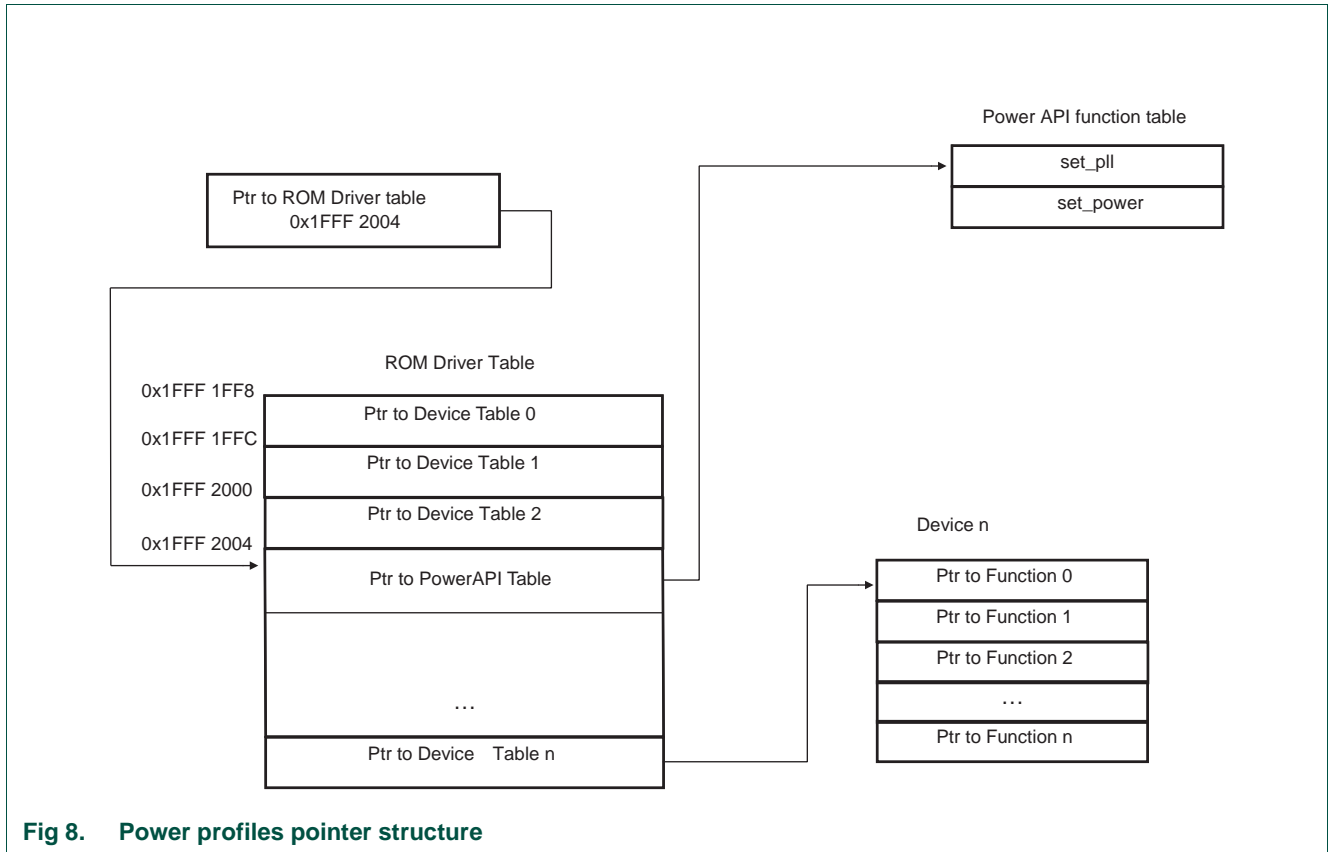 Power API function table
set_pll
set_power
Ptr to ROM Driver table
0x1FFF 2004
ROM Driver Table
0x1FFF 1FF8
Ptr to Device Table 0
0x1FFF 1FFC
Ptr to Device Table 1
0x1FFF 2000
Ptr to Device Table 2
0x1FFF 2004
Ptr to PowerAPI Table
…
Ptr to Device Table n
Device n
Ptr to Function 0
Ptr to Function 1
Ptr to Function 2
…
Ptr to Function n
Fig 8. Power profiles pointer structure